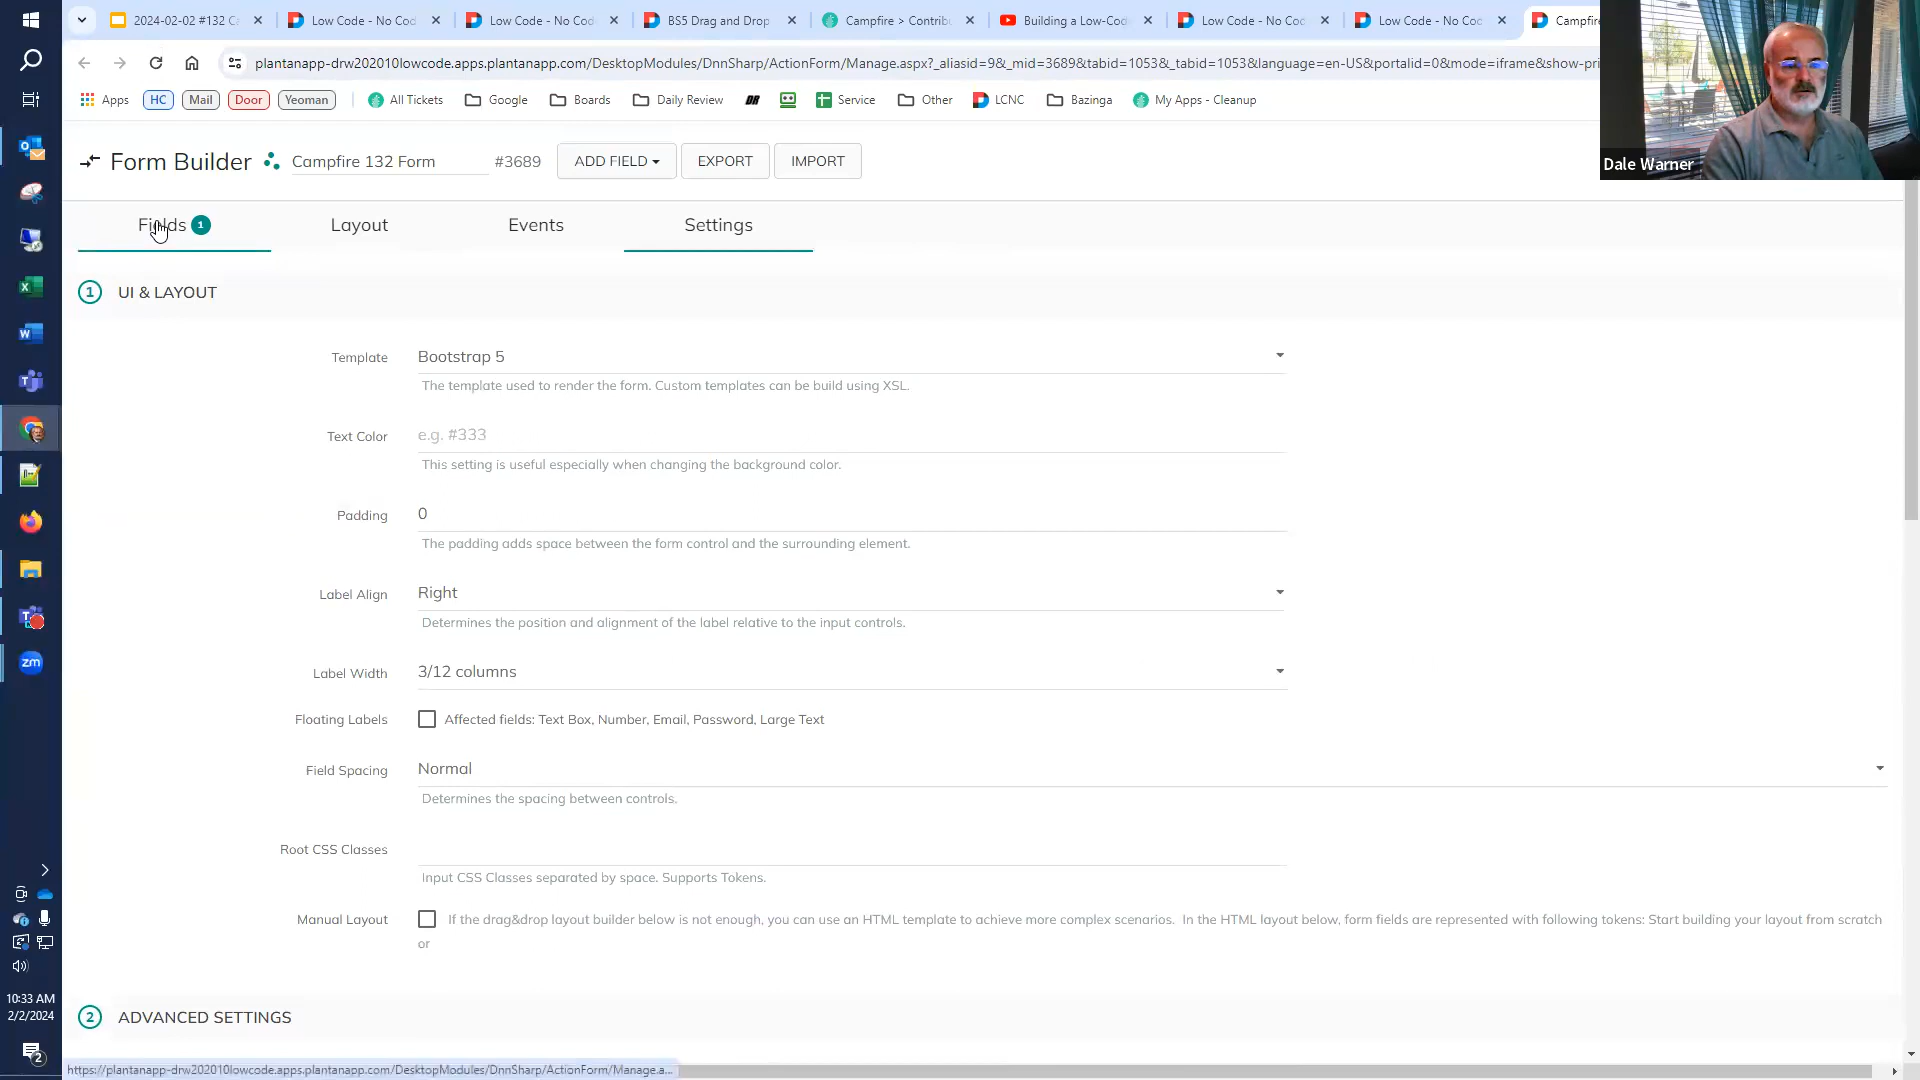 2024-02-02 #132 Ca
Low Code - No Cod
Low Code - No Cod
BS5 Drag and Drop
Campfire > Contribu
Building a Low-Code
Low Code - No Cod
Low Code - No Cod
Campfire
plantanapp-drw202010lowcode.apps.plantanapp.com/DesktopModules/DnnSharp/ActionForm/Manage.aspx?_aliasid=9&_mid=3689&tabid=1053&_tabid=1053&language=en-US&portalid=0&mode=iframe&show-pri
Apps HC Mail Door Yeoman All Tickets Google Boards Daily Review Service Other LCNC Bazinga My Apps - Cleanup
Dale Warner
Form Builder Campfire 132 Form #3689 ADD FIELD EXPORT IMPORT
Fields 1 Layout Events Settings
1 UI & LAYOUT
Template Bootstrap 5
The template used to render the form. Custom templates can be build using XSL.
Text Color e.g. #333
This setting is useful especially when changing the background color.
Padding 0
The padding adds space between the form control and the surrounding element.
Label Align Right
Determines the position and alignment of the label relative to the input controls.
Label Width 3/12 columns
Floating Labels Affected fields: Text Box, Number, Email, Password, Large Text
Field Spacing Normal
Determines the spacing between controls.
Root CSS Classes
Input CSS Classes separated by space. Supports Tokens.
Manual Layout If the drag&drop layout builder below is not enough, you can use an HTML template to achieve more complex scenarios. In the HTML layout below, form fields are represented with following tokens: Start building your layout from scratch
or
2 ADVANCED SETTINGS
zm
10:33 AM
2/2/2024
2
https://plantanapp-drw202010lowcode.apps.plantanapp.com/DesktopModules/DnnSharp/ActionForm/Manage.a...